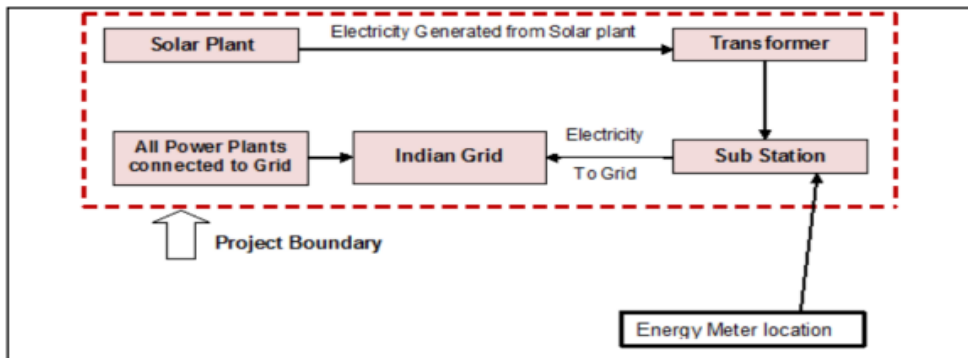 Solar Plant
Electricity Generated from Solar plant
Transformer
All Power Plants
connected to Grid
Indian Grid
Electricity
To Grid
Sub Station
Project Boundary
Energy Meter location